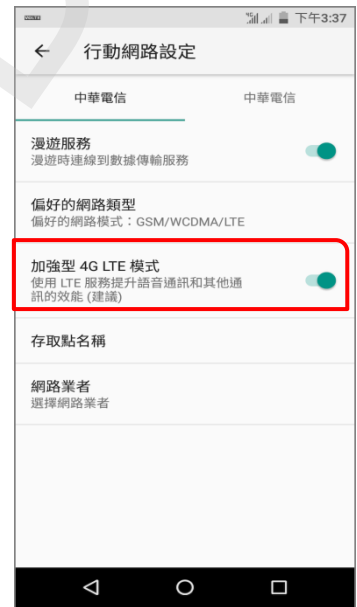 VOLTE
下午3:37
行動網路設定
中華電信
中華電信
漫遊服務
漫遊時連線到數據傳輸服務
偏好的網路類型
偏好的網路模式：GSM/WCDMA/LTE
加強型 4G LTE 模式
使用 LTE 服務提升語音通訊和其他通
訊的效能 (建議)
存取點名稱
網路業者
選擇網路業者